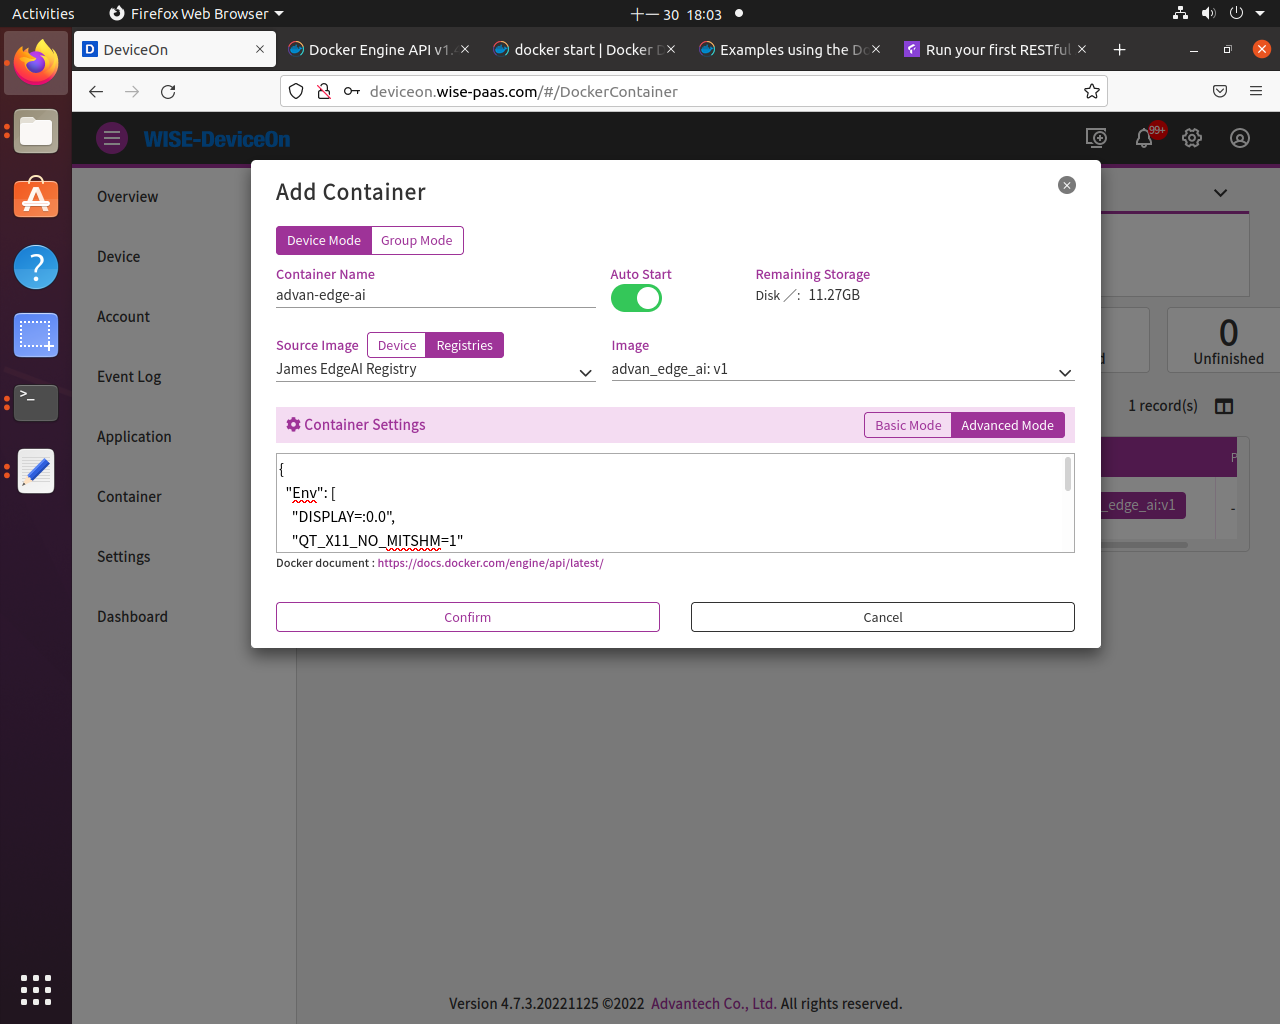 Activities
Firefox Web Browser
十一 30 18:03
DeviceOn
Docker Engine API v1.4
docker start | Docker D
Examples using the Do
Run your first RESTful
deviceon.wise-paas.com/#/DockerContainer
WISE-DeviceOn
99+
Overview
Device
Account
Event Log
Application
Container
Settings
Dashboard
Add Container
Device Mode
Group Mode
Container Name
Auto Start
Remaining Storage
advan-edge-ai
Disk ／: 11.27GB
Source Image
Device
Registries
Image
James EdgeAI Registry
advan_edge_ai: v1
Container Settings
Basic Mode
Advanced Mode
{
"Env": [
"DISPLAY=:0.0",
"QT_X11_NO_MITSHM=1"
Docker document : https://docs.docker.com/engine/api/latest/
Confirm
Cancel
0
d
Unfinished
1 record(s)
P
_edge_ai:v1
-
Version 4.7.3.20221125 ©2022 Advantech Co., Ltd. All rights reserved.